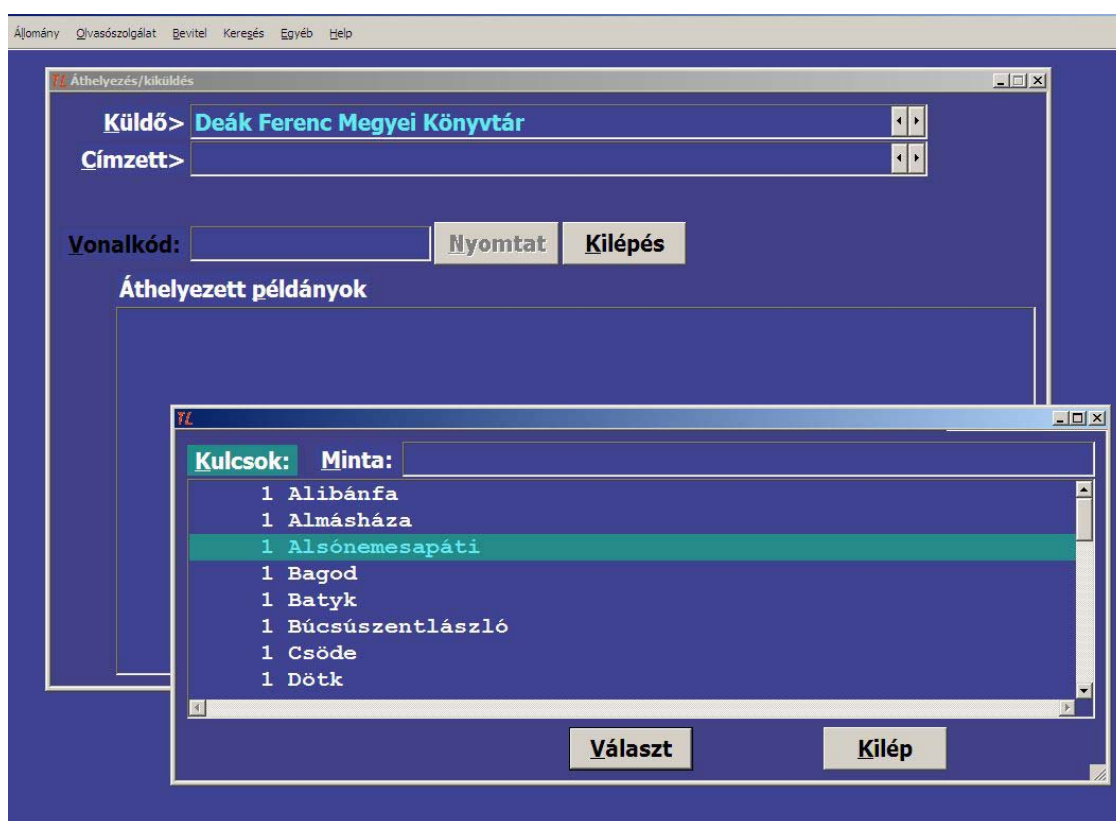 Állomány Olvasószolgálat Bevitel Keresés Egyéb Help
TL Áthelyezés/kiküldés
Küldő> Deák Ferenc Megyei Könyvtár
Címzett>
Vonalkód: Nyomtat Kilépés
Áthelyezett példányok
TL
Kulcsok: Minta:
1 Alibánfa
1 Almásháza
1 Alsónemesapáti
1 Bagod
1 Batyk
1 Búcsúszentlászló
1 Csöde
1 Dötk
Választ Kilép